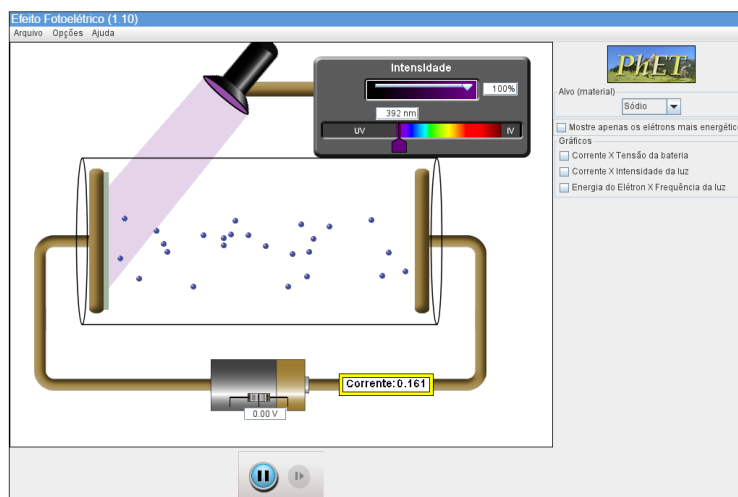 Efeito Fotoelétrico (1.10)
Arquivo Opções Ajuda
Intensidade
100%
392 nm
UV
IV
Corrente:0.161
0.00 V
PhET
Alvo (material)
Sódio
Mostre apenas os elétrons mais energétic
Gráficos
Corrente X Tensão da bateria
Corrente X Intensidade da luz
Energia do Elétron X Frequência da luz